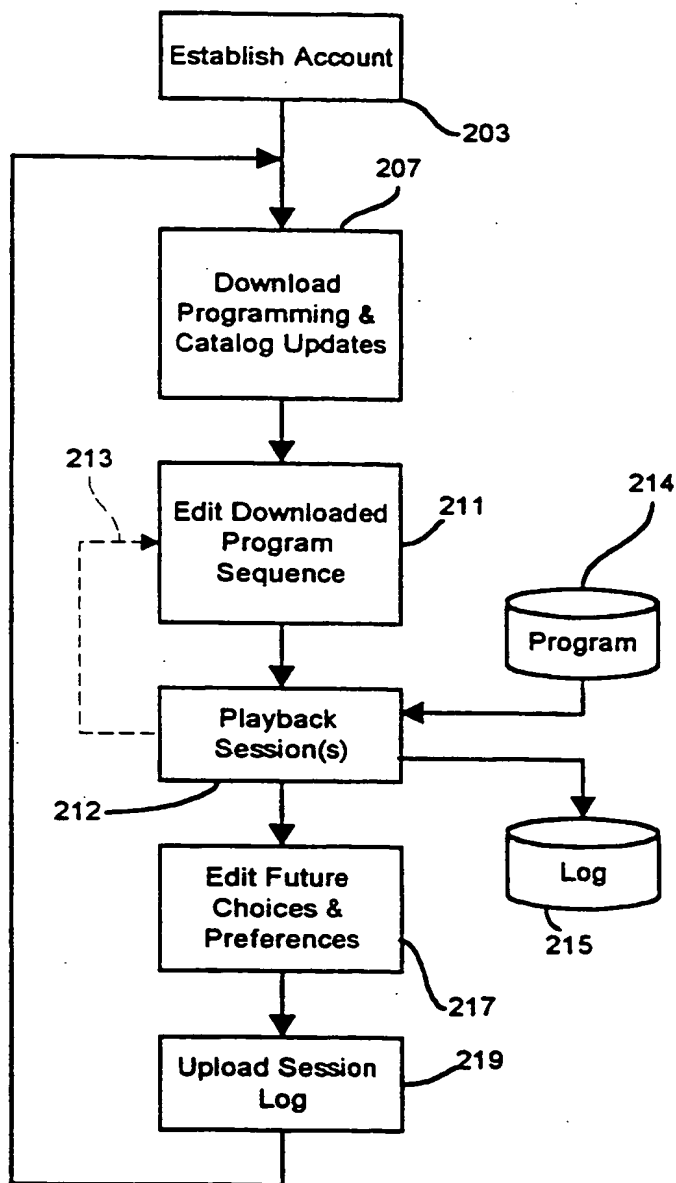 Establish Account
203
207
Download
Programming &
Catalog Updates
213
Edit Downloaded
Program
Sequence
211
214
Program
Playback
Session(s)
212
Log
215
Edit Future
Choices &
Preferences
217
Upload Session
Log
219